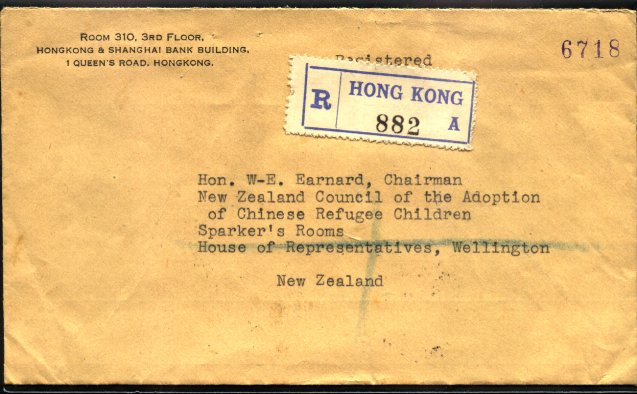 ROOM 310, 3RD FLOOR,
HONGKONG & SHANGHAI BANK BUILDING,
1 QUEEN'S ROAD, HONGKONG.
6718
Registered
R HONG KONG
882 A
Hon. W-E. Earnard, Chairman
New Zealand Council of the Adoption
of Chinese Refugee Children
Sparker's Rooms
House of Representatives, Wellington
New Zealand